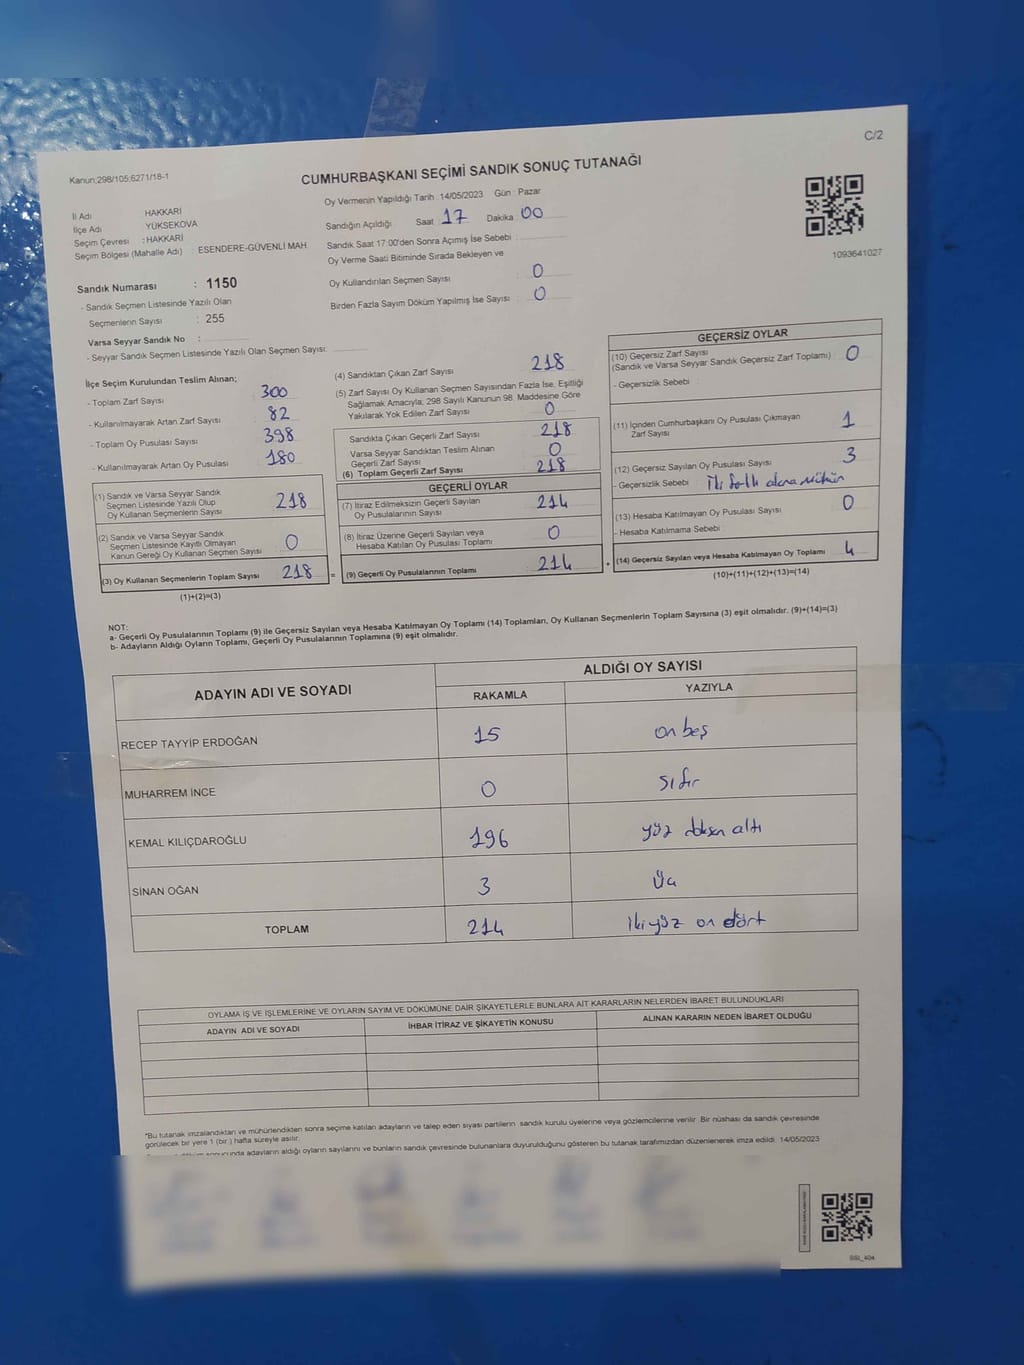 C/2
Kanun;298/105;6271/18-1
CUMHURBAŞKANI SEÇİMİ SANDIK SONUÇ TUTANAĞI
İl Adı HAKKARİ
İlçe Adı YÜKSEKOVA
Seçim Çevresi : HAKKARİ
Seçim Bölgesi (Mahalle Adı) : ESENDERE-GÜVENLİ MAH.
Sandık Numarası : 1150
- Sandık Seçmen Listesinde Yazılı Olan
Seçmenlerin Sayısı : 255
Varsa Seyyar Sandık No :
- Seyyar Sandık Seçmen Listesinde Yazılı Olan Seçmen Sayısı:
Oy Vermenin Yapıldığı Tarih : 14/05/2023 Gün : Pazar
Sandığın Açıldığı Saat 17 Dakika 00
Sandık Saat 17:00'den Sonra Açımış İse Sebebi :
Oy Verme Saati Bitiminde Sırada Bekleyen ve
Oy Kullandırılan Seçmen Sayısı : 0
Birden Fazla Sayım Döküm Yapılmış İse Sayısı : 0
1093641027
İlçe Seçim Kurulundan Teslim Alınan;
- Toplam Zarf Sayısı : 300
- Kullanılmayarak Artan Zarf Sayısı : 82
- Toplam Oy Pusulası Sayısı : 398
- Kullanılmayarak Artan Oy Pusulası : 180
(1) Sandık ve Varsa Seyyar Sandık
Seçmen Listesinde Yazılı Olup
Oy Kullanan Seçmenlerin Sayısı 218
(2) Sandık ve Varsa Seyyar Sandık
Seçmen Listesinde Kayıtlı Olmayan
Kanun Gereği Oy Kullanan Seçmen Sayısı 0
(3) Oy Kullanan Seçmenlerin Toplam Sayısı 218 =
(1)+(2)=(3)
(4) Sandıktan Çıkan Zarf Sayısı 218
(5) Zarf Sayısı Oy Kullanan Seçmen Sayısından Fazla İse, Eşitliği
Sağlamak Amacıyla; 298 Sayılı Kanunun 98. Maddesine Göre
Yakılarak Yok Edilen Zarf Sayısı 0
Sandıkta Çıkan Geçerli Zarf Sayısı 218
Varsa Seyyar Sandıktan Teslim Alınan
Geçerli Zarf Sayısı 0
(6) Toplam Geçerli Zarf Sayısı 218
GEÇERLİ OYLAR
(7) İtiraz Edilmeksizin Geçerli Sayılan
Oy Pusulalarının Sayısı 214
(8) İtiraz Üzerine Geçerli Sayılan veya
Hesaba Katılan Oy Pusulası Toplamı 0
(9) Geçerli Oy Pusulalarının Toplamı 214 +
GEÇERSİZ OYLAR
(10) Geçersiz Zarf Sayısı
(Sandık ve Varsa Seyyar Sandık Geçersiz Zarf Toplamı) 0
- Geçersizlik Sebebi :
(11) İçinden Cumhurbaşkanı Oy Pusulası Çıkmayan
Zarf Sayısı 1
(12) Geçersiz Sayılan Oy Pusulası Sayısı 3
- Geçersizlik Sebebi : İki farklı alana mühür
(13) Hesaba Katılmayan Oy Pusulası Sayısı 0
- Hesaba Katılmama Sebebi :
(14) Geçersiz Sayılan veya Hesaba Katılmayan Oy Toplamı 4
(10)+(11)+(12)+(13)=(14)
NOT:
a- Geçerli Oy Pusulalarının Toplamı (9) ile Geçersiz Sayılan veya Hesaba Katılmayan Oy Toplamı (14) Toplamları, Oy Kullanan Seçmenlerin Toplam Sayısına (3) eşit olmalıdır. (9)+(14)=(3)
b- Adayların Aldığı Oyların Toplamı, Geçerli Oy Pusulalarının Toplamına (9) eşit olmalıdır.
ADAYIN ADI VE SOYADI ALDIĞI OY SAYISI
RAKAMLA YAZIYLA
RECEP TAYYİP ERDOĞAN 15 on beş
MUHARREM İNCE 0 sıfır
KEMAL KILIÇDAROĞLU 196 yüz doksan altı
SİNAN OĞAN 3 Üç
TOPLAM 214 İki yüz on dört
OYLAMA İŞ VE İŞLEMLERİNE VE OYLARIN SAYIM VE DÖKÜMÜNE DAİR ŞİKAYETLERLE BUNLARA AİT KARARLARIN NELERDEN İBARET BULUNDUKLARI
ADAYIN ADI VE SOYADI İHBAR İTİRAZ VE ŞİKAYETİN KONUSU ALINAN KARARIN NEDEN İBARET OLDUĞU
*Bu tutanak imzalandıktan ve mühürlendikten sonra seçime katılan adayların ve talep eden siyasi partilerin sandık kurulu üyelerine veya gözlemcilerine verilir. Bir nüshası da sandık çevresinde
görülecek bir yere 1 (bir ) hafta süreyle asılır.
sonucunda adayların aldığı oyların sayılarını ve bunların sandık çevresinde bulunanlara duyurulduğunu gösteren bu tutanak tarafımızdan düzenlenerek imza edildi. 14/05/2023
SSI_404